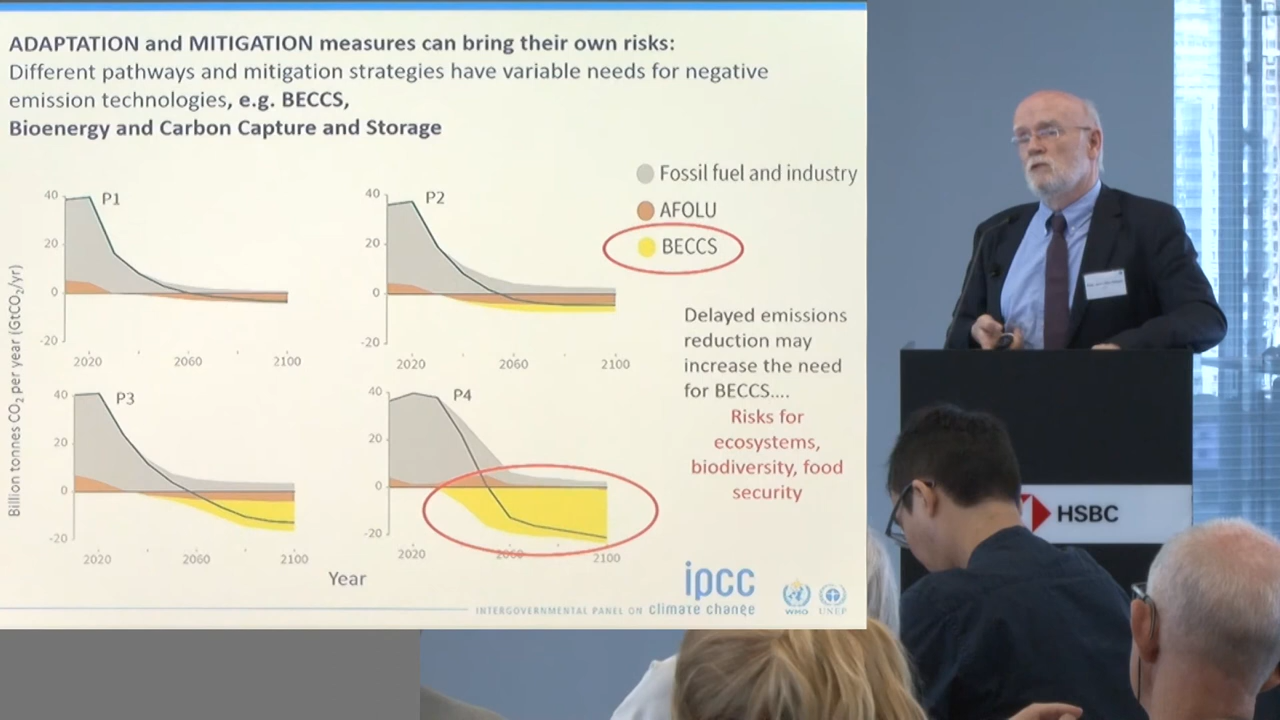 ADAPTATION and MITIGATION measures can bring their own risks:
Different pathways and mitigation strategies have variable needs for negative
emission technologies, e.g. BECCS,
Bioenergy and Carbon Capture and Storage
Fossil fuel and industry
AFOLU
BECCS
Billion tonnes CO₂ per year (GtCO₂/yr)
P1
40
20
0
-20
2020
2060
2100
P2
40
20
0
-20
2020
2060
2100
P3
40
20
0
-20
2020
2060
2100
P4
40
20
0
-20
2020
2060
2100
Year
Delayed emissions
reduction may
increase the need
for BECCS....
Risks for
ecosystems,
biodiversity, food
security
ipcc
INTERGOVERNMENTAL PANEL ON climate change
WMO
UNEP
HSBC